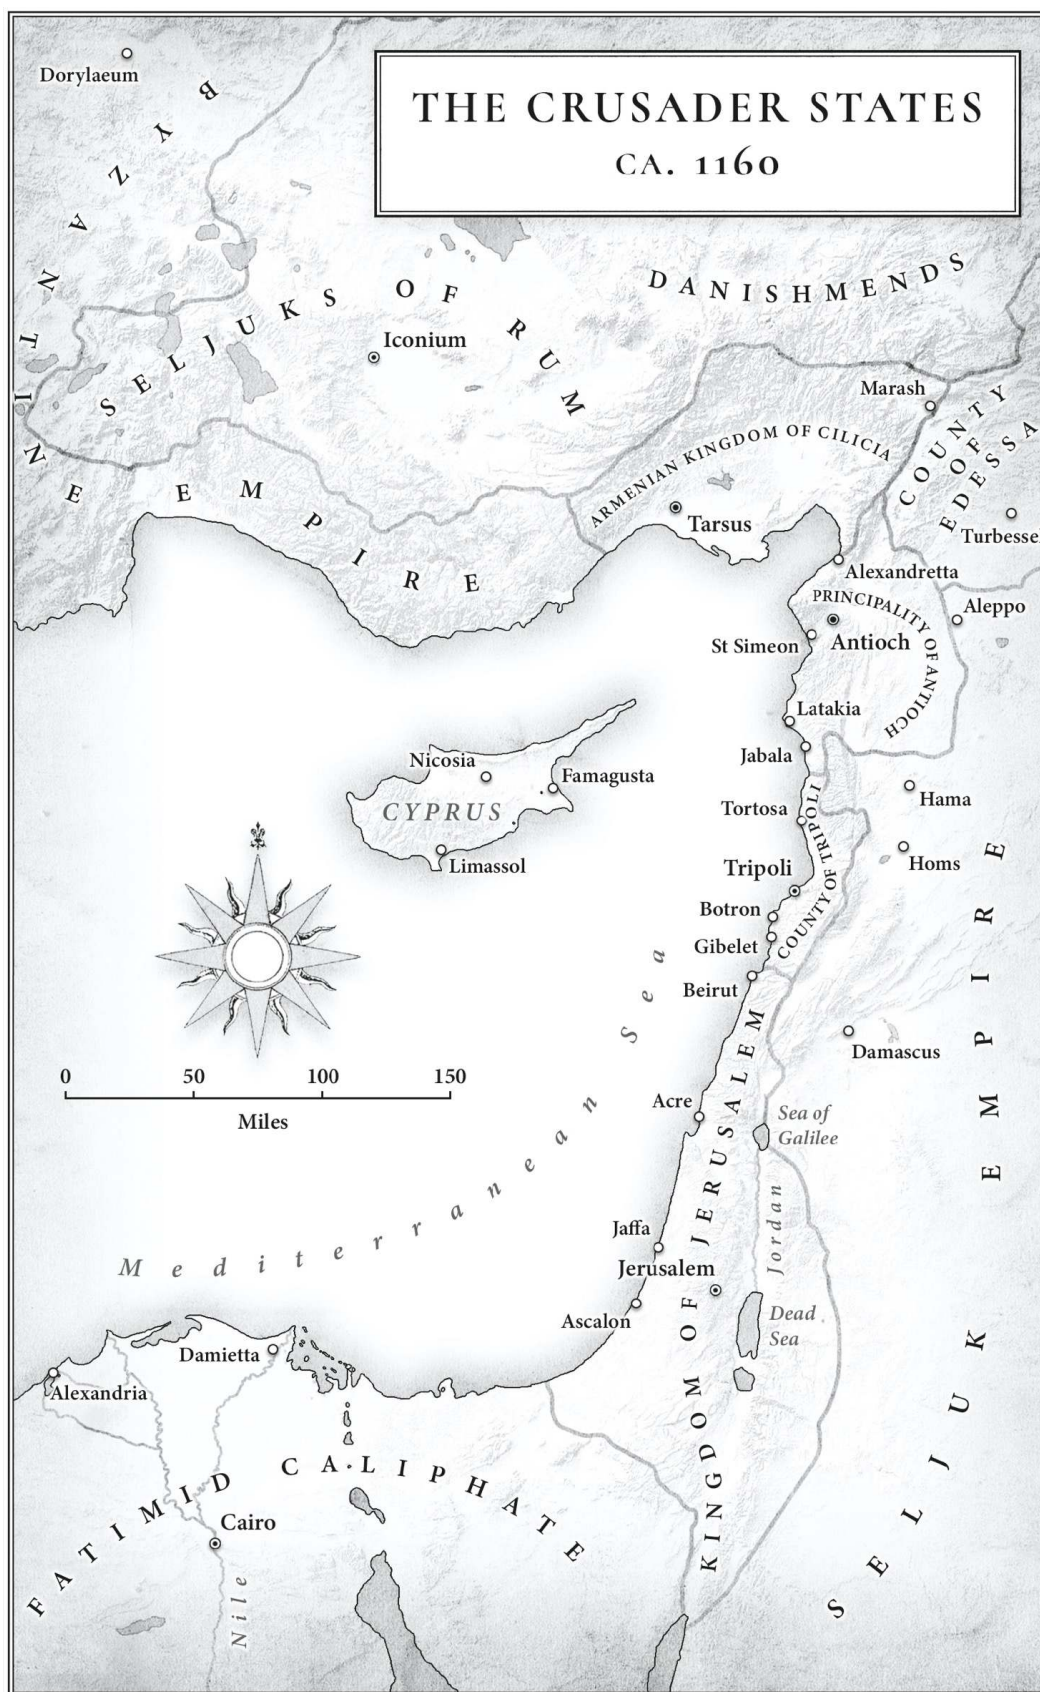 THE CRUSADER STATES
CA. 1160
Dorylaeum
BYZANTINE EMPIRE
SELJUKS OF RUM
DANISHMENDS
Iconium
Marash
COUNTY
OF
EDESSA
ARMENIAN KINGDOM OF CILICIA
Tarsus
Turbessel
Alexandretta
PRINCIPALITY OF ANTIOCH
Aleppo
St Simeon
Antioch
Latakia
Jabala
Nicosia
Famagusta
CYPRUS
Limassol
Hama
Tortosa
COUNTY OF TRIPOLI
Homs
Tripoli
Botron
Gibelet
Beirut
Damascus
0 50 100 150
Miles
Acre
Sea of
Galilee
Mediterranean Sea
Jordan
Jaffa
Jerusalem
Ascalon
Dead
Sea
KINGDOM OF JERUSALEM
SELJUK EMPIRE
Damietta
Alexandria
FATIMID CALIPHATE
Cairo
Nile